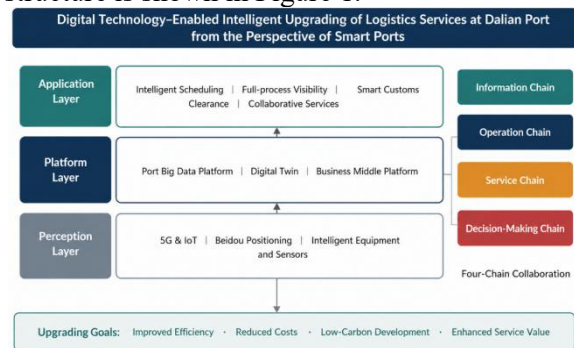 structure is shown in Figure 1.
Digital Technology–Enabled Intelligent Upgrading of Logistics Services at Dalian Port
from the Perspective of Smart Ports
Application
Layer
Intelligent Scheduling | Full-process Visibility | Smart Customs
Clearance | Collaborative Services
Platform
Layer
Port Big Data Platform | Digital Twin | Business Middle Platform
Perception
Layer
5G & IoT | Beidou Positioning | Intelligent Equipment
and Sensors
Information Chain
Operation Chain
Service Chain
Decision-Making Chain
Four-Chain Collaboration
Upgrading Goals: Improved Efficiency · Reduced Costs · Low-Carbon Development · Enhanced Service Value